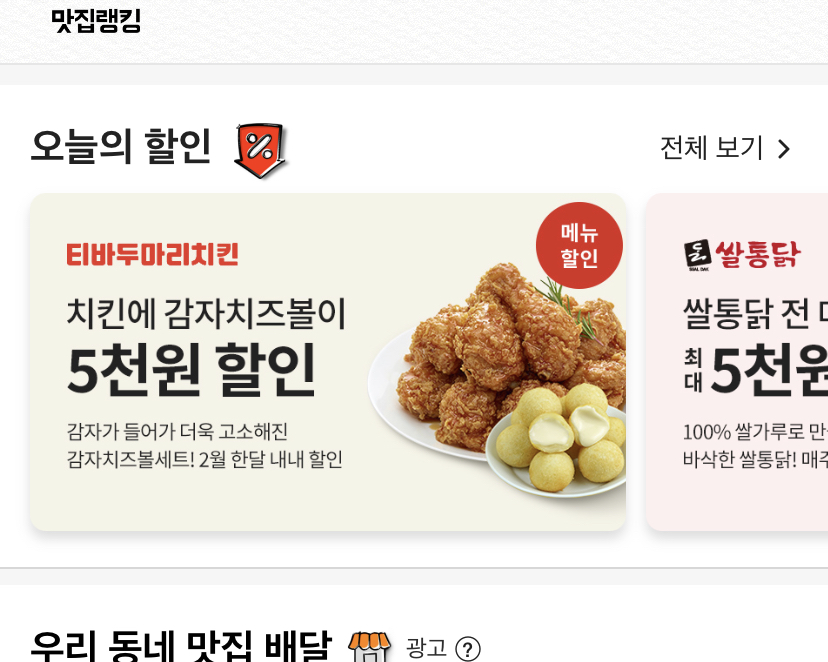 맛집랭킹
오늘의 할인
전체 보기
티바두마리치킨
메뉴
할인
치킨에 감자치즈볼이
5천원 할인
감자가 들어가 더욱 고소해진
감자치즈볼세트! 2월 한달 내내 할인
쌀통닭
쌀통닭 전
최대 5천원
100% 쌀가루로
바삭한 쌀통닭! 매주
우리 동네 맛집 배달
광고 ?